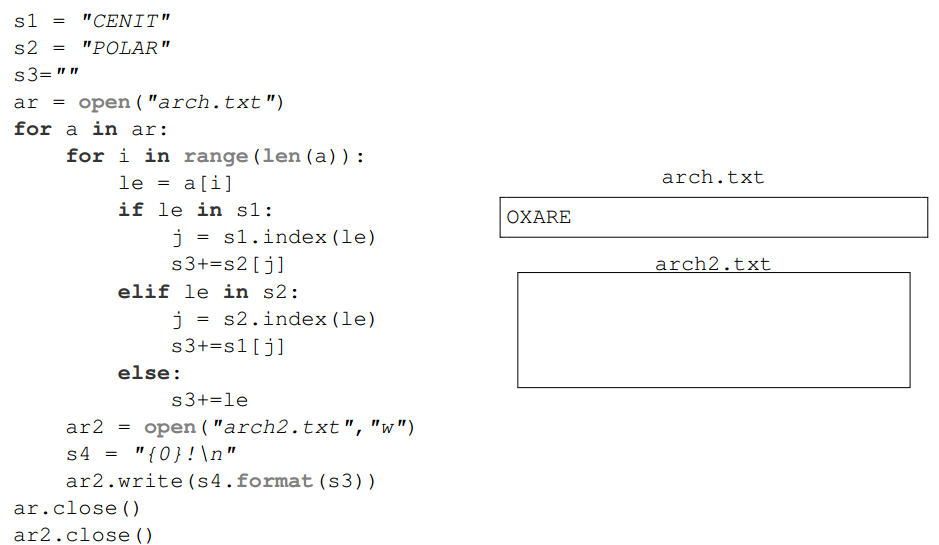 s1 = "CENIT"
s2 = "POLAR"
s3=""
ar = open("arch.txt")
for a in ar:
    for i in range(len(a)):
        le = a[i]
        if le in s1:
            j = s1.index(le)
            s3+=s2[j]
        elif le in s2:
            j = s2.index(le)
            s3+=s1[j]
        else:
            s3+=le
    ar2 = open("arch2.txt","w")
    s4 = "{0}!\n"
    ar2.write(s4.format(s3))
ar.close()
ar2.close()
arch.txt
OXARE
arch2.txt